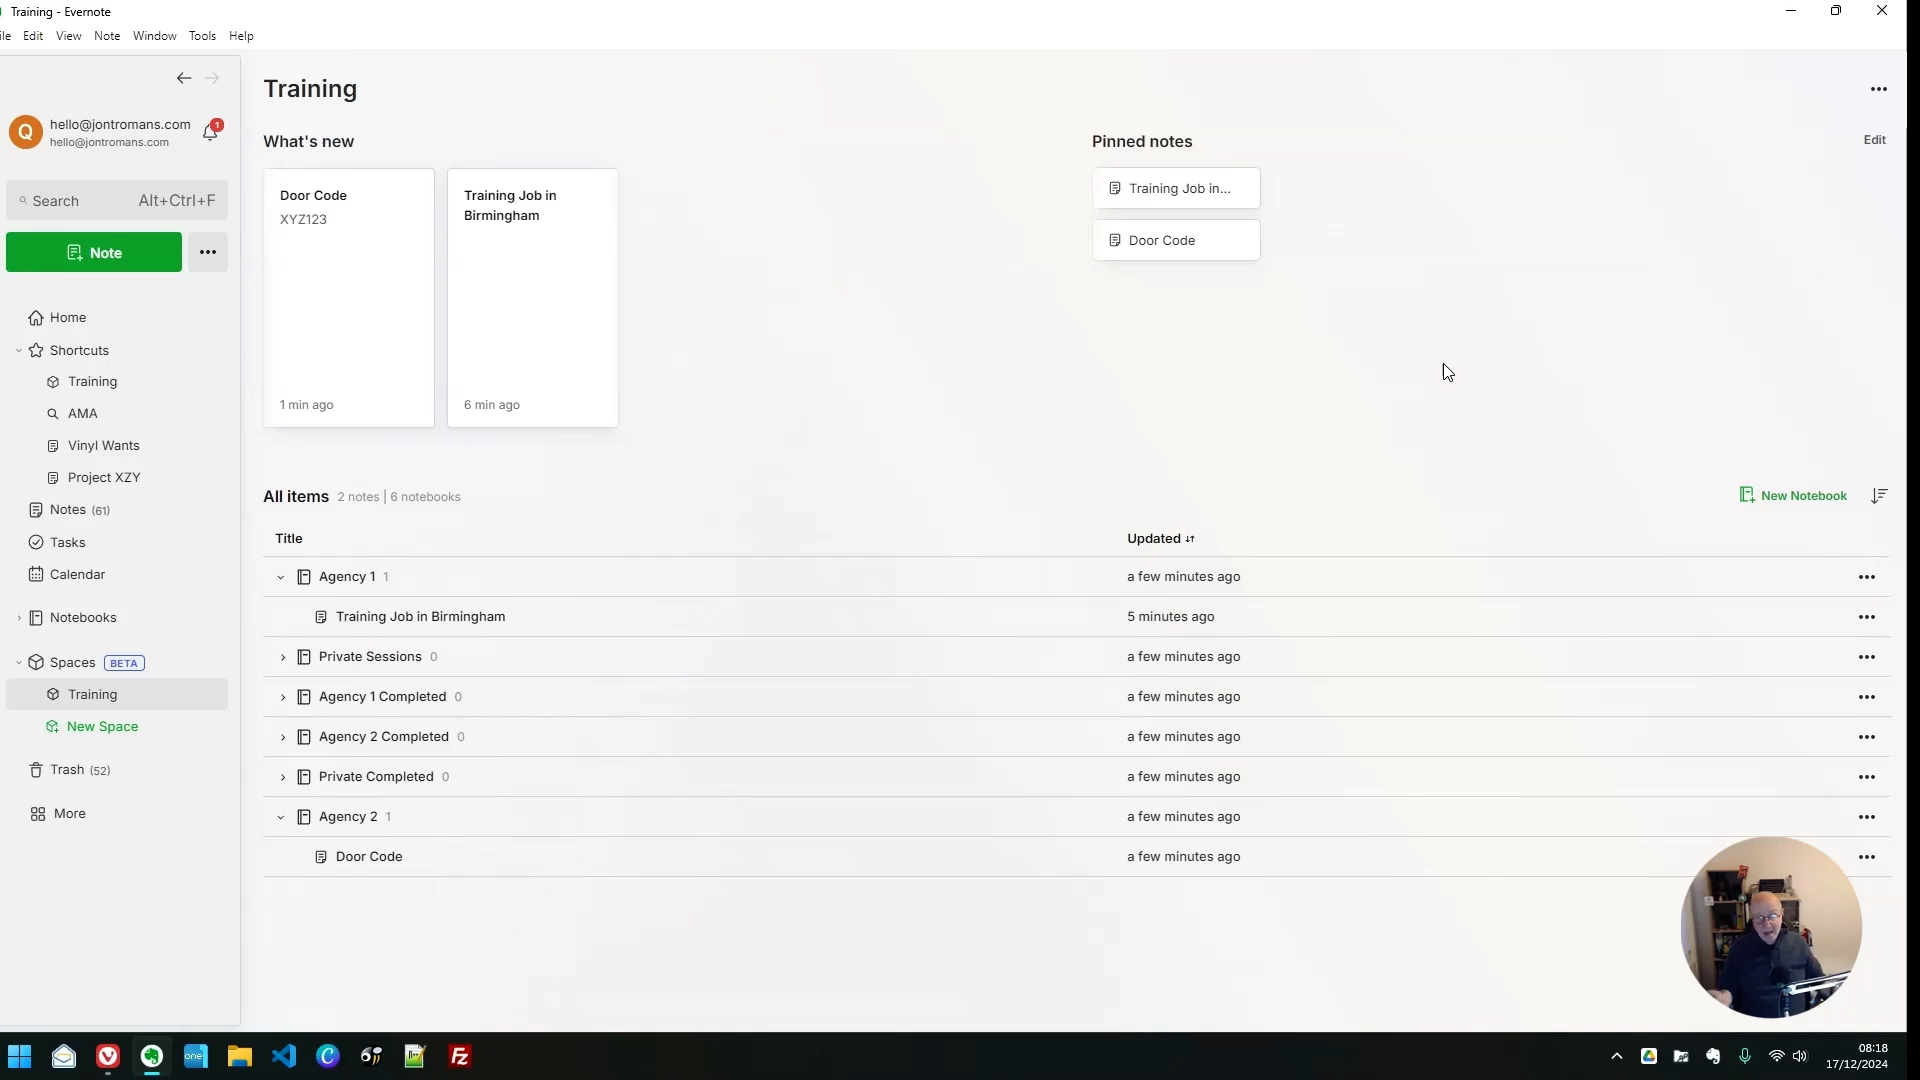 Training - Evernote
ile Edit View Note Window Tools Help
Q
hello@jontromans.com
hello@jontromans.com
1
Search Alt+Ctrl+F
Note
Home
Shortcuts
Training
AMA
Vinyl Wants
Project XZY
Notes (61)
Tasks
Calendar
Notebooks
Spaces BETA
Training
New Space
Trash (52)
More
Training
What's new
Door Code
XYZ123
1 min ago
Training Job in
Birmingham
6 min ago
Pinned notes
Edit
Training Job in...
Door Code
All items 2 notes | 6 notebooks
New Notebook
Title Updated
Agency 1 1 a few minutes ago
Training Job in Birmingham 5 minutes ago
Private Sessions 0 a few minutes ago
Agency 1 Completed 0 a few minutes ago
Agency 2 Completed 0 a few minutes ago
Private Completed 0 a few minutes ago
Agency 2 1 a few minutes ago
Door Code a few minutes ago
one
Fz
08:18
17/12/2024